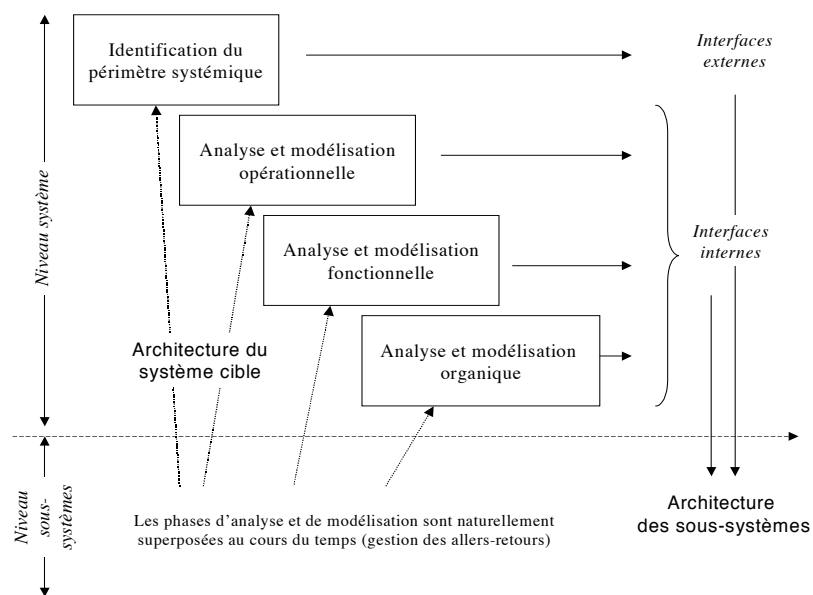 Identification du
périmètre systémique
Interfaces
externes
Analyse et modélisation
opérationnelle
Niveau système
Analyse et modélisation
fonctionnelle
Interfaces
internes
Architecture du
système cible
Analyse et modélisation
organique
Niveau
sous-
systèmes
Les phases d’analyse et de modélisation sont naturellement
superposées au cours du temps (gestion des allers-retours)
Architecture
des sous-systèmes